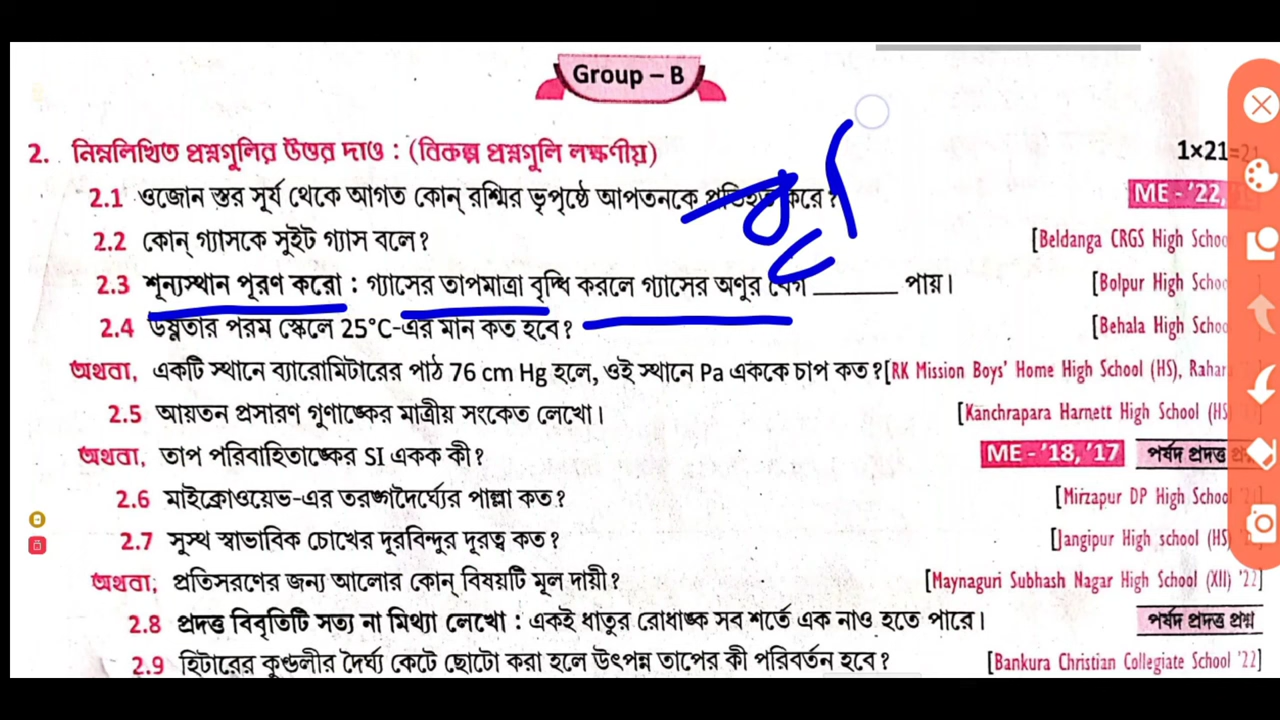 Group – B
2. নিম্নলিখিত প্রশ্নগুলির উত্তর দাও : (বিকল্প প্রশ্নগুলি লক্ষণীয়) 1×21=21
2.1 ওজোন স্তর সূর্য থেকে আগত কোন্ রশ্মির ভূপৃষ্ঠে আপতনকে প্রতিহত করে? ME - '22,
2.2 কোন্ গ্যাসকে সুইট গ্যাস বলে? [Beldanga CRGS High Schoo
2.3 শূন্যস্থান পূরণ করো : গ্যাসের তাপমাত্রা বৃদ্ধি করলে গ্যাসের অণুর বেগ ________ পায়। [Bolpur High Schoo
2.4 উষ্ণতার পরম স্কেলে 25°C-এর মান কত হবে? [Behala High Schoo
অথবা, একটি স্থানে ব্যারোমিটারের পাঠ 76 cm Hg হলে, ওই স্থানে Pa এককে চাপ কত? [RK Mission Boys' Home High School (HS), Rahar
2.5 আয়তন প্রসারণ গুণাঙ্কের মাত্রীয় সংকেত লেখো। [Kanchrapara Harnett High School (HS
অথবা, তাপ পরিবাহিতাঙ্কের SI একক কী? ME - '18, '17 পর্ষদ প্রদত্ত
2.6 মাইক্রোওয়েভ-এর তরঙ্গদৈর্ঘ্যের পাল্লা কত? [Mirzapur DP High School
2.7 সুস্থ স্বাভাবিক চোখের দূরবিন্দুর দূরত্ব কত? [Jangipur High school (HS)
অথবা, প্রতিসরণের জন্য আলোর কোন্ বিষয়টি মূল দায়ী? [Maynaguri Subhash Nagar High School (XII) '22]
2.8 প্রদত্ত বিবৃতিটি সত্য না মিথ্যা লেখো : একই ধাতুর রোধাঙ্ক সব শর্তে এক নাও হতে পারে। পর্ষদ প্রদত্ত প্রশ্ন
2.9 হিটারের কুণ্ডলীর দৈর্ঘ্য কেটে ছোটো করা হলে উৎপন্ন তাপের কী পরিবর্তন হবে? [Bankura Christian Collegiate School '22]